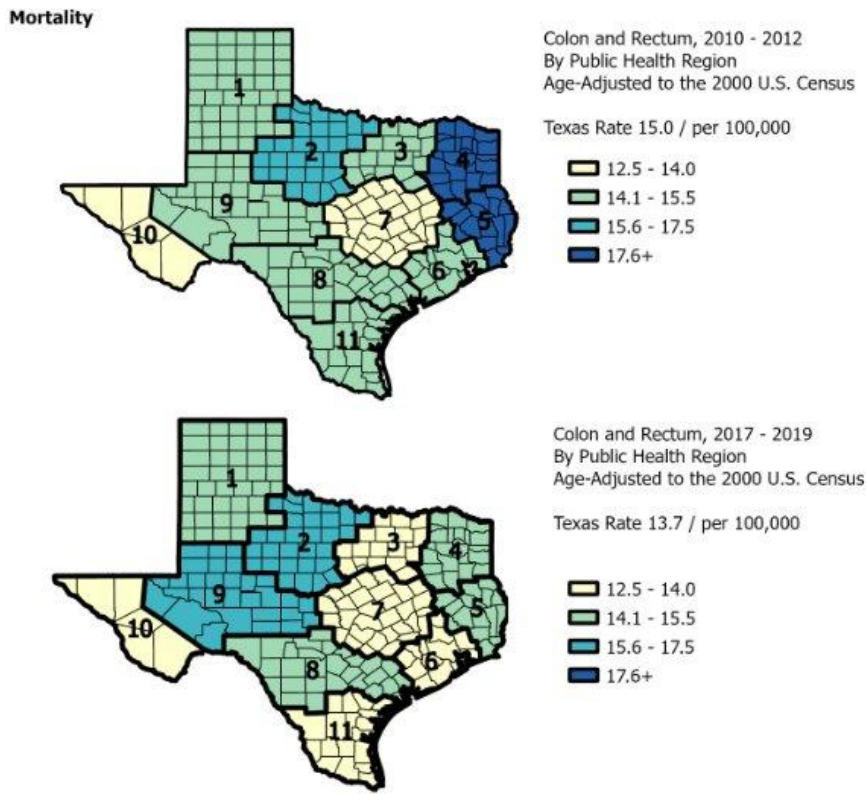 Mortality
Colon and Rectum, 2010 - 2012
By Public Health Region
Age-Adjusted to the 2000 U.S. Census
Texas Rate 15.0 / per 100,000
12.5 - 14.0
14.1 - 15.5
15.6 - 17.5
17.6+
1
2
3
4
9
7
5
10
8
6
11
Colon and Rectum, 2017 - 2019
By Public Health Region
Age-Adjusted to the 2000 U.S. Census
Texas Rate 13.7 / per 100,000
12.5 - 14.0
14.1 - 15.5
15.6 - 17.5
17.6+
1
2
3
4
9
7
5
10
8
6
11